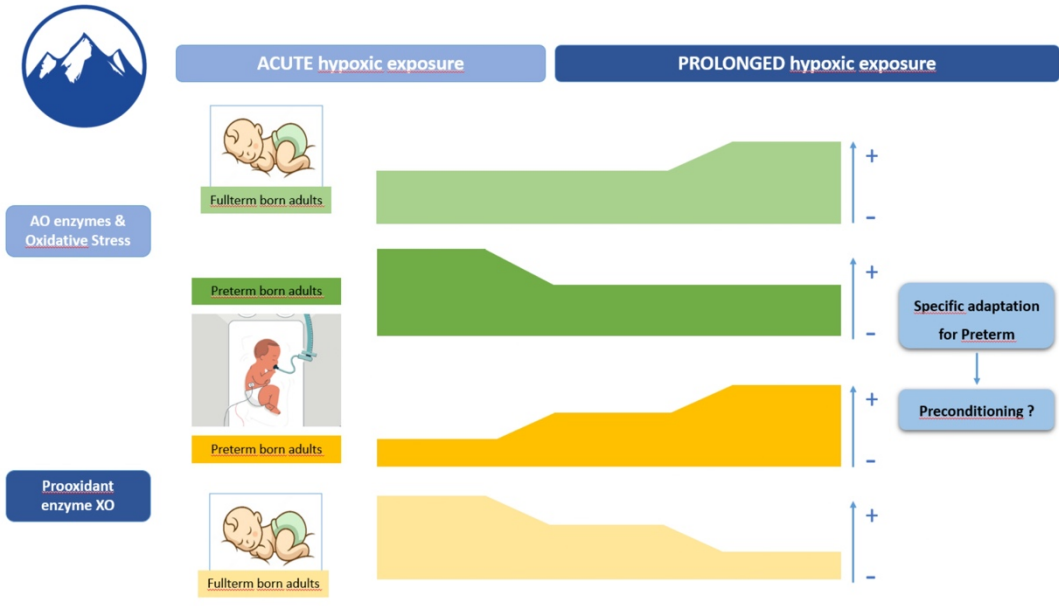 ACUTE hypoxic exposure
PROLONGED hypoxic exposure
Fullterm born adults
+
-
AO enzymes &
Oxidative Stress
Preterm born adults
+
-
Specific adaptation
for Preterm
Preconditioning ?
Preterm born adults
+
-
Prooxidant
enzyme XO
+
-
Fullterm born adults